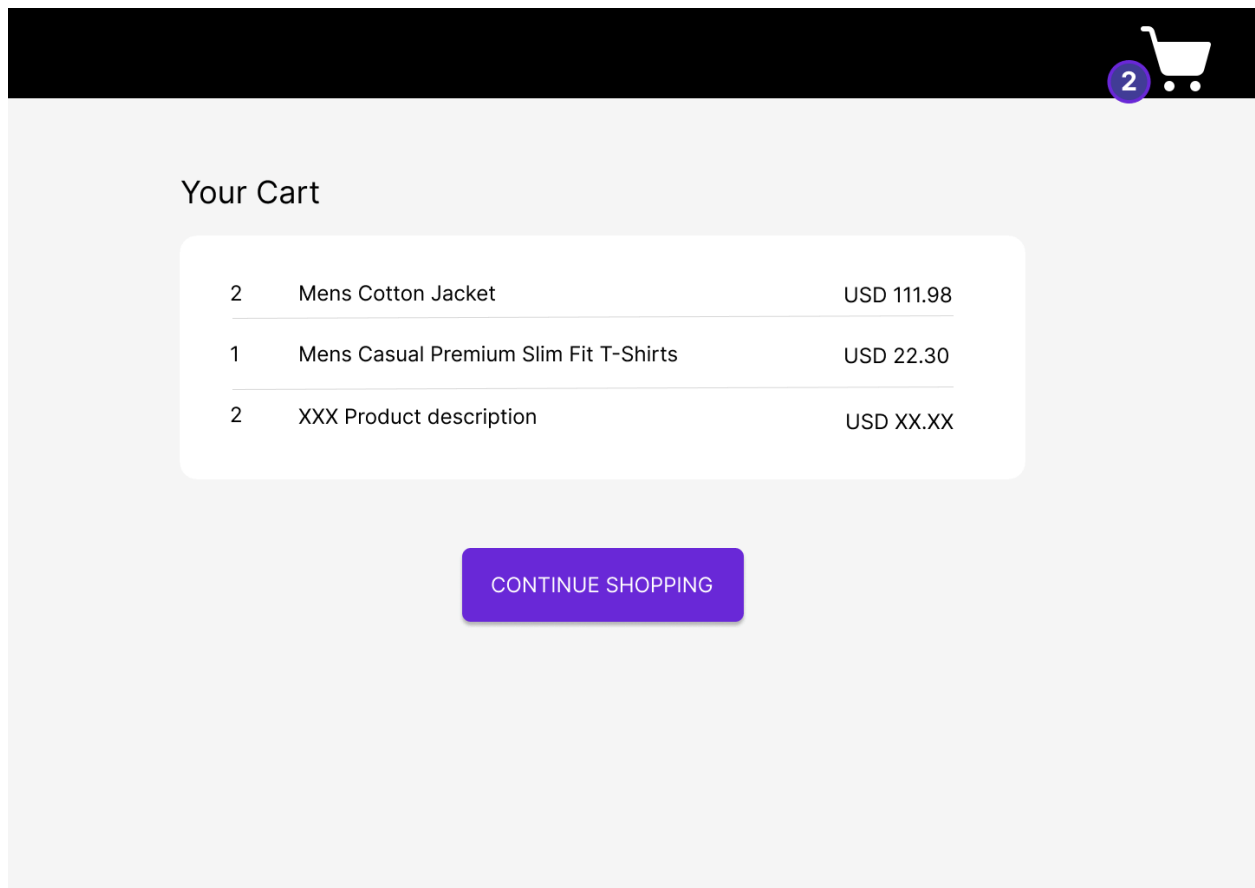 2
Your Cart
2 Mens Cotton Jacket USD 111.98
1 Mens Casual Premium Slim Fit T-Shirts USD 22.30
2 XXX Product description USD XX.XX
CONTINUE SHOPPING